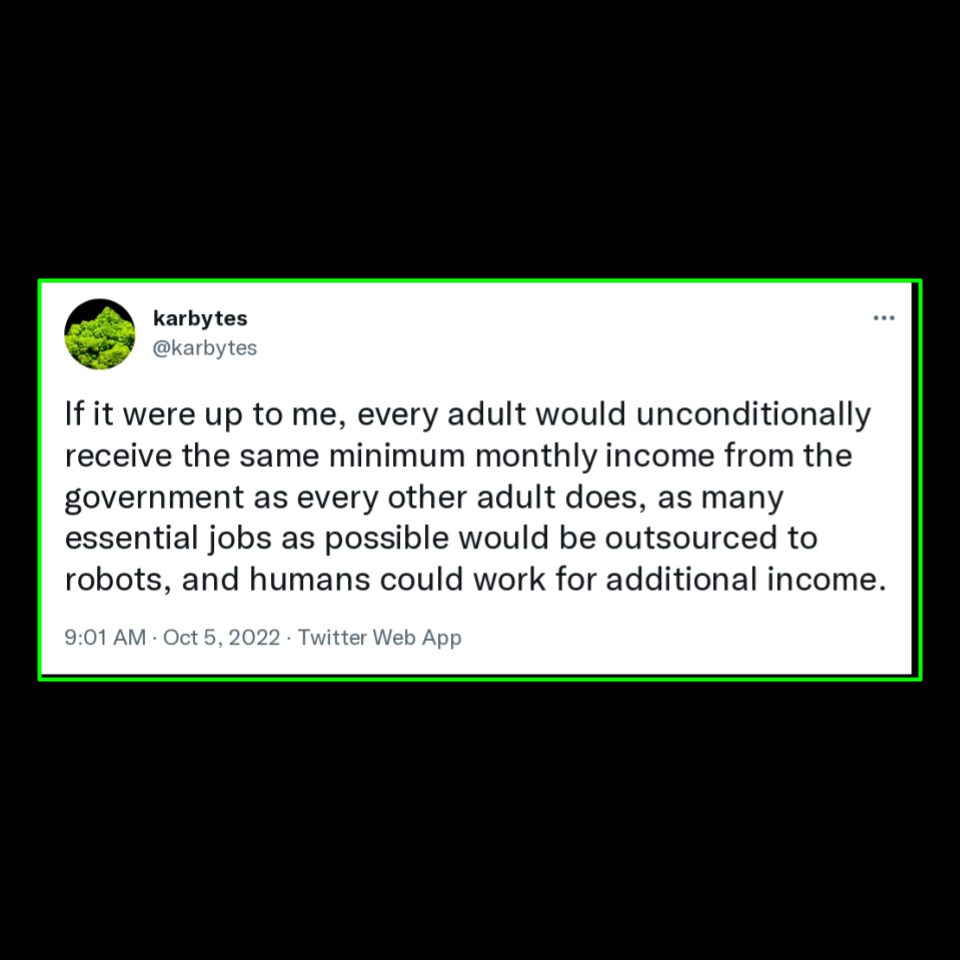 karbytes
@karbytes
If it were up to me, every adult would unconditionally
receive the same minimum monthly income from the
government as every other adult does, as many
essential jobs as possible would be outsourced to
robots, and humans could work for additional income.
9:01 AM · Oct 5, 2022 · Twitter Web App